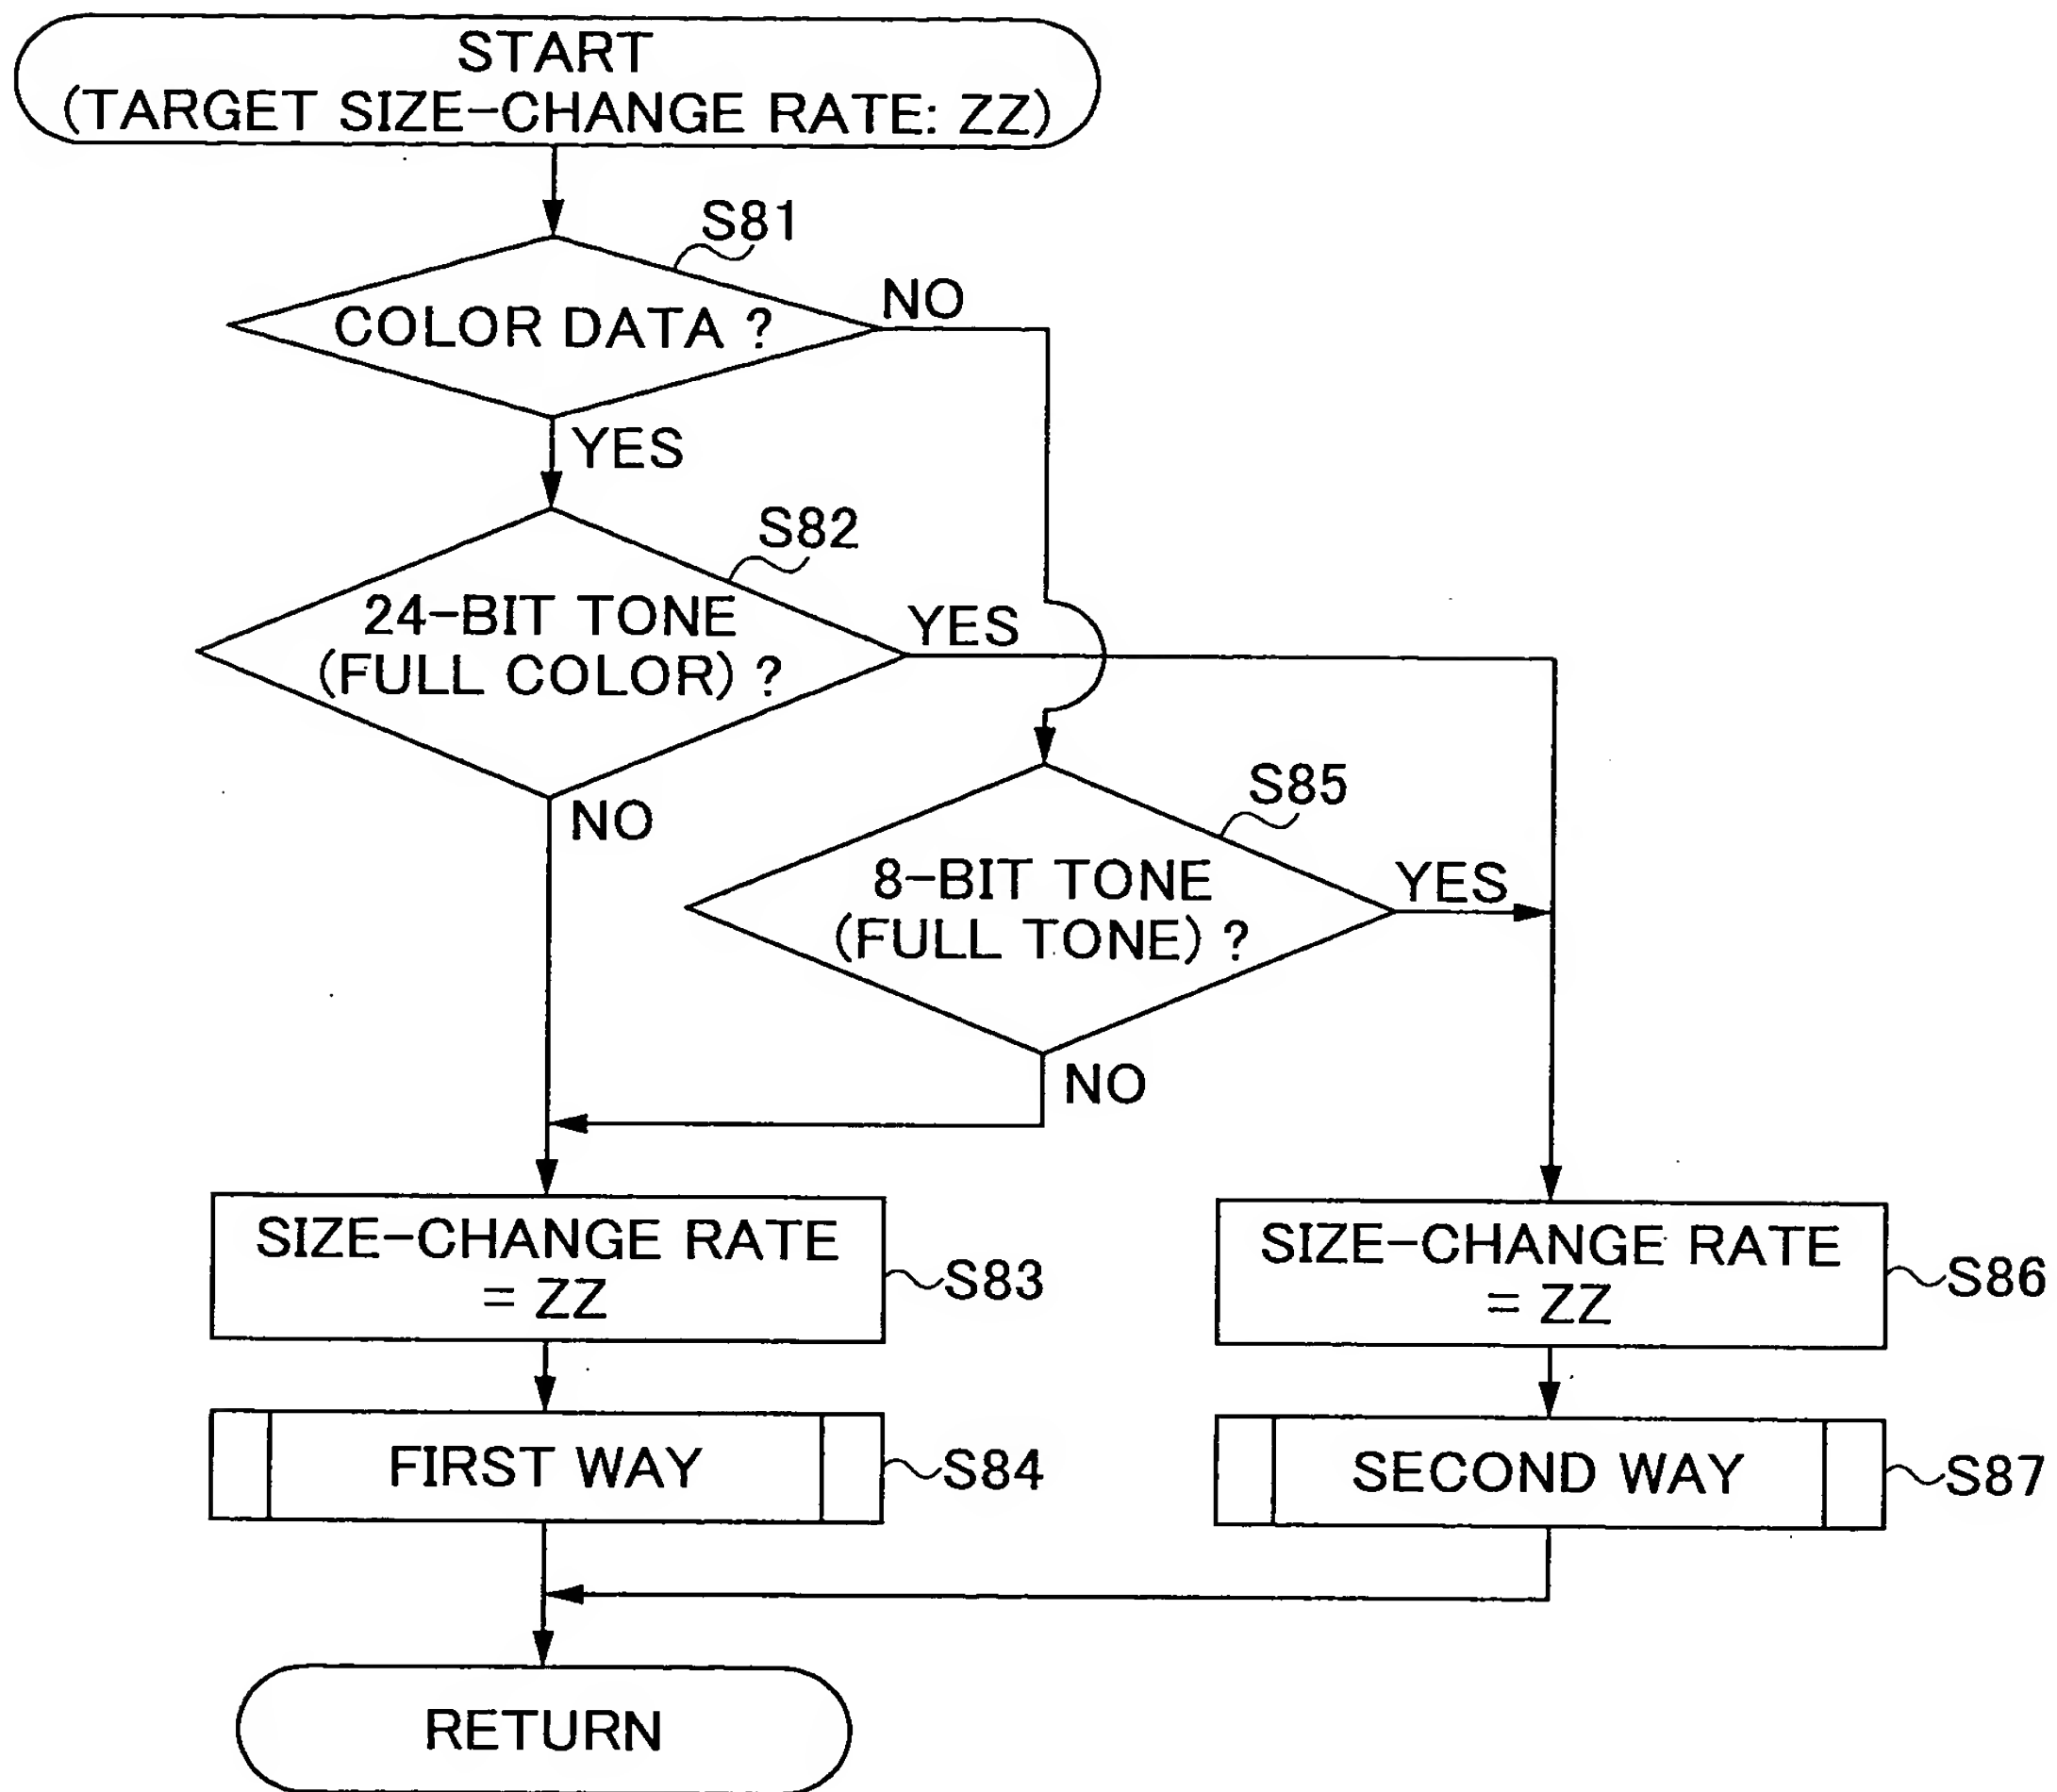 START
(TARGET SIZE-CHANGE RATE: ZZ)
S81
COLOR DATA ?
NO
YES
S82
24-BIT TONE
(FULL COLOR) ?
YES
NO
S85
8-BIT TONE
(FULL TONE) ?
YES
NO
SIZE-CHANGE RATE
= ZZ
S83
SIZE-CHANGE RATE
= ZZ
S86
FIRST WAY
S84
SECOND WAY
S87
RETURN